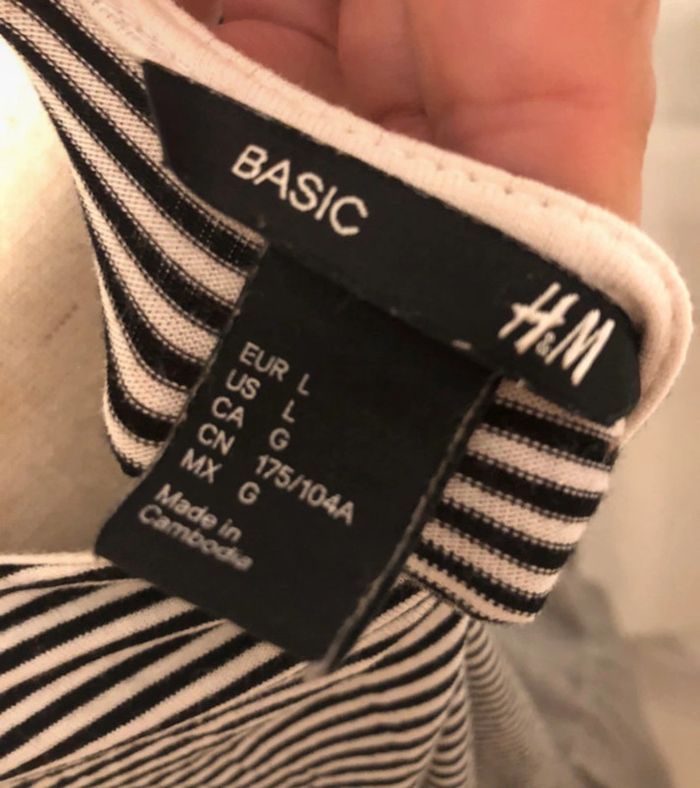 BASIC
H&M
EUR L
US L
CA G
CN 175/104A
MX G
Made in
Cambodia